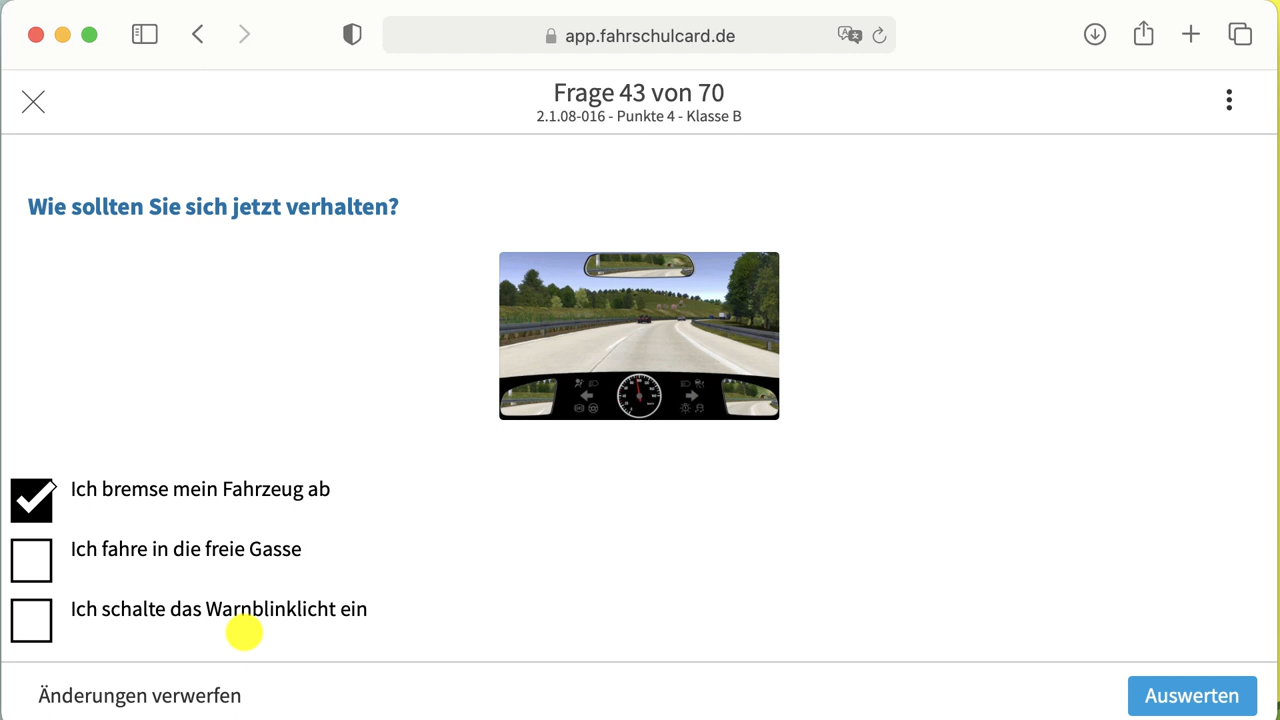 app.fahrschulcard.de
Frage 43 von 70
2.1.08-016 - Punkte 4 - Klasse B
Wie sollten Sie sich jetzt verhalten?
Ich bremse mein Fahrzeug ab
Ich fahre in die freie Gasse
Ich schalte das Warnblinklicht ein
Änderungen verwerfen
Auswerten